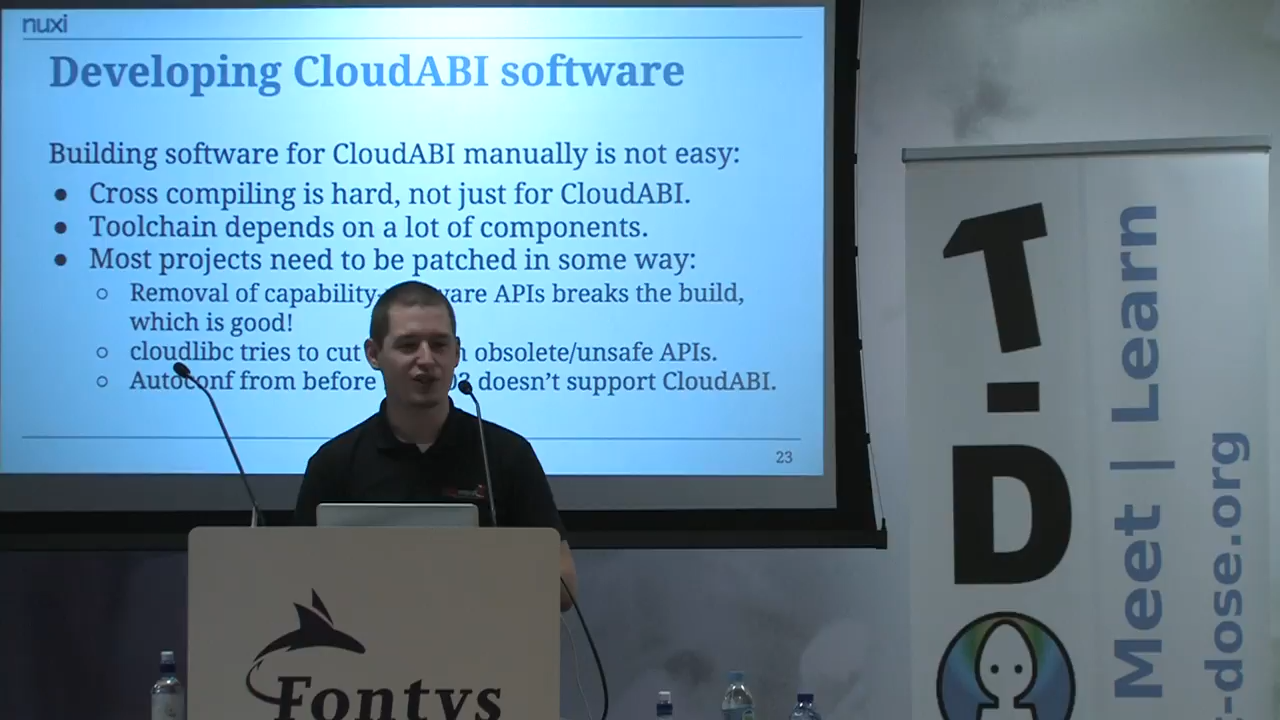 nuxi
Developing CloudABI software
Building software for CloudABI manually is not easy:
● Cross compiling is hard, not just for CloudABI.
● Toolchain depends on a lot of components.
● Most projects need to be patched in some way:
○ Removal of capability-
APIs breaks the build,
which is good!
○ cloudlibc tries to cut
obsolete/unsafe APIs.
○ Autoconf from before
doesn't support CloudABI.
23
Fontys
T-D
Meet | Learn
-dose.org